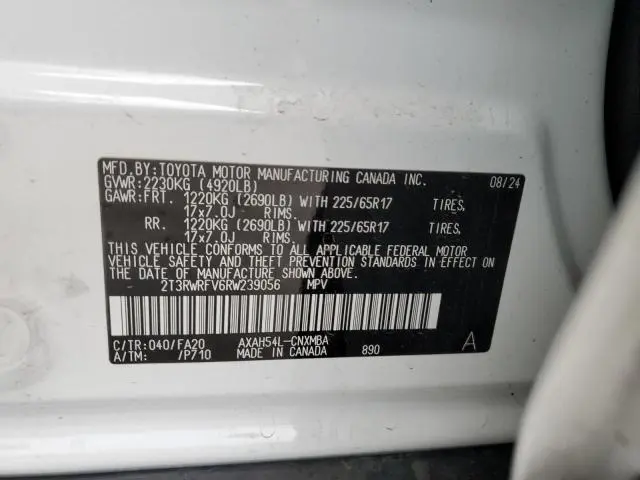 MFD.BY:TOYOTA MOTOR MANUFACTURING CANADA INC. 08/24
GVWR:2230KG (4920LB)
GAWR:FRT. 1220KG (2690LB) WITH 225/65R17 TIRES,
17x7.0J RIMS.
RR. 1220KG (2690LB) WITH 225/65R17 TIRES,
17x7.0J RIMS.
THIS VEHICLE CONFORMS TO ALL APPLICABLE FEDERAL MOTOR
VEHICLE SAFETY AND THEFT PREVENTION STANDARDS IN EFFECT
ON THE DATE OF MANUFACTURE SHOWN ABOVE.
2T3RWRFV6RW239056 MPV
C/TR:040/FA20 AXAH54L-CNXMBA
A/TM: /P710 MADE IN CANADA 890 A